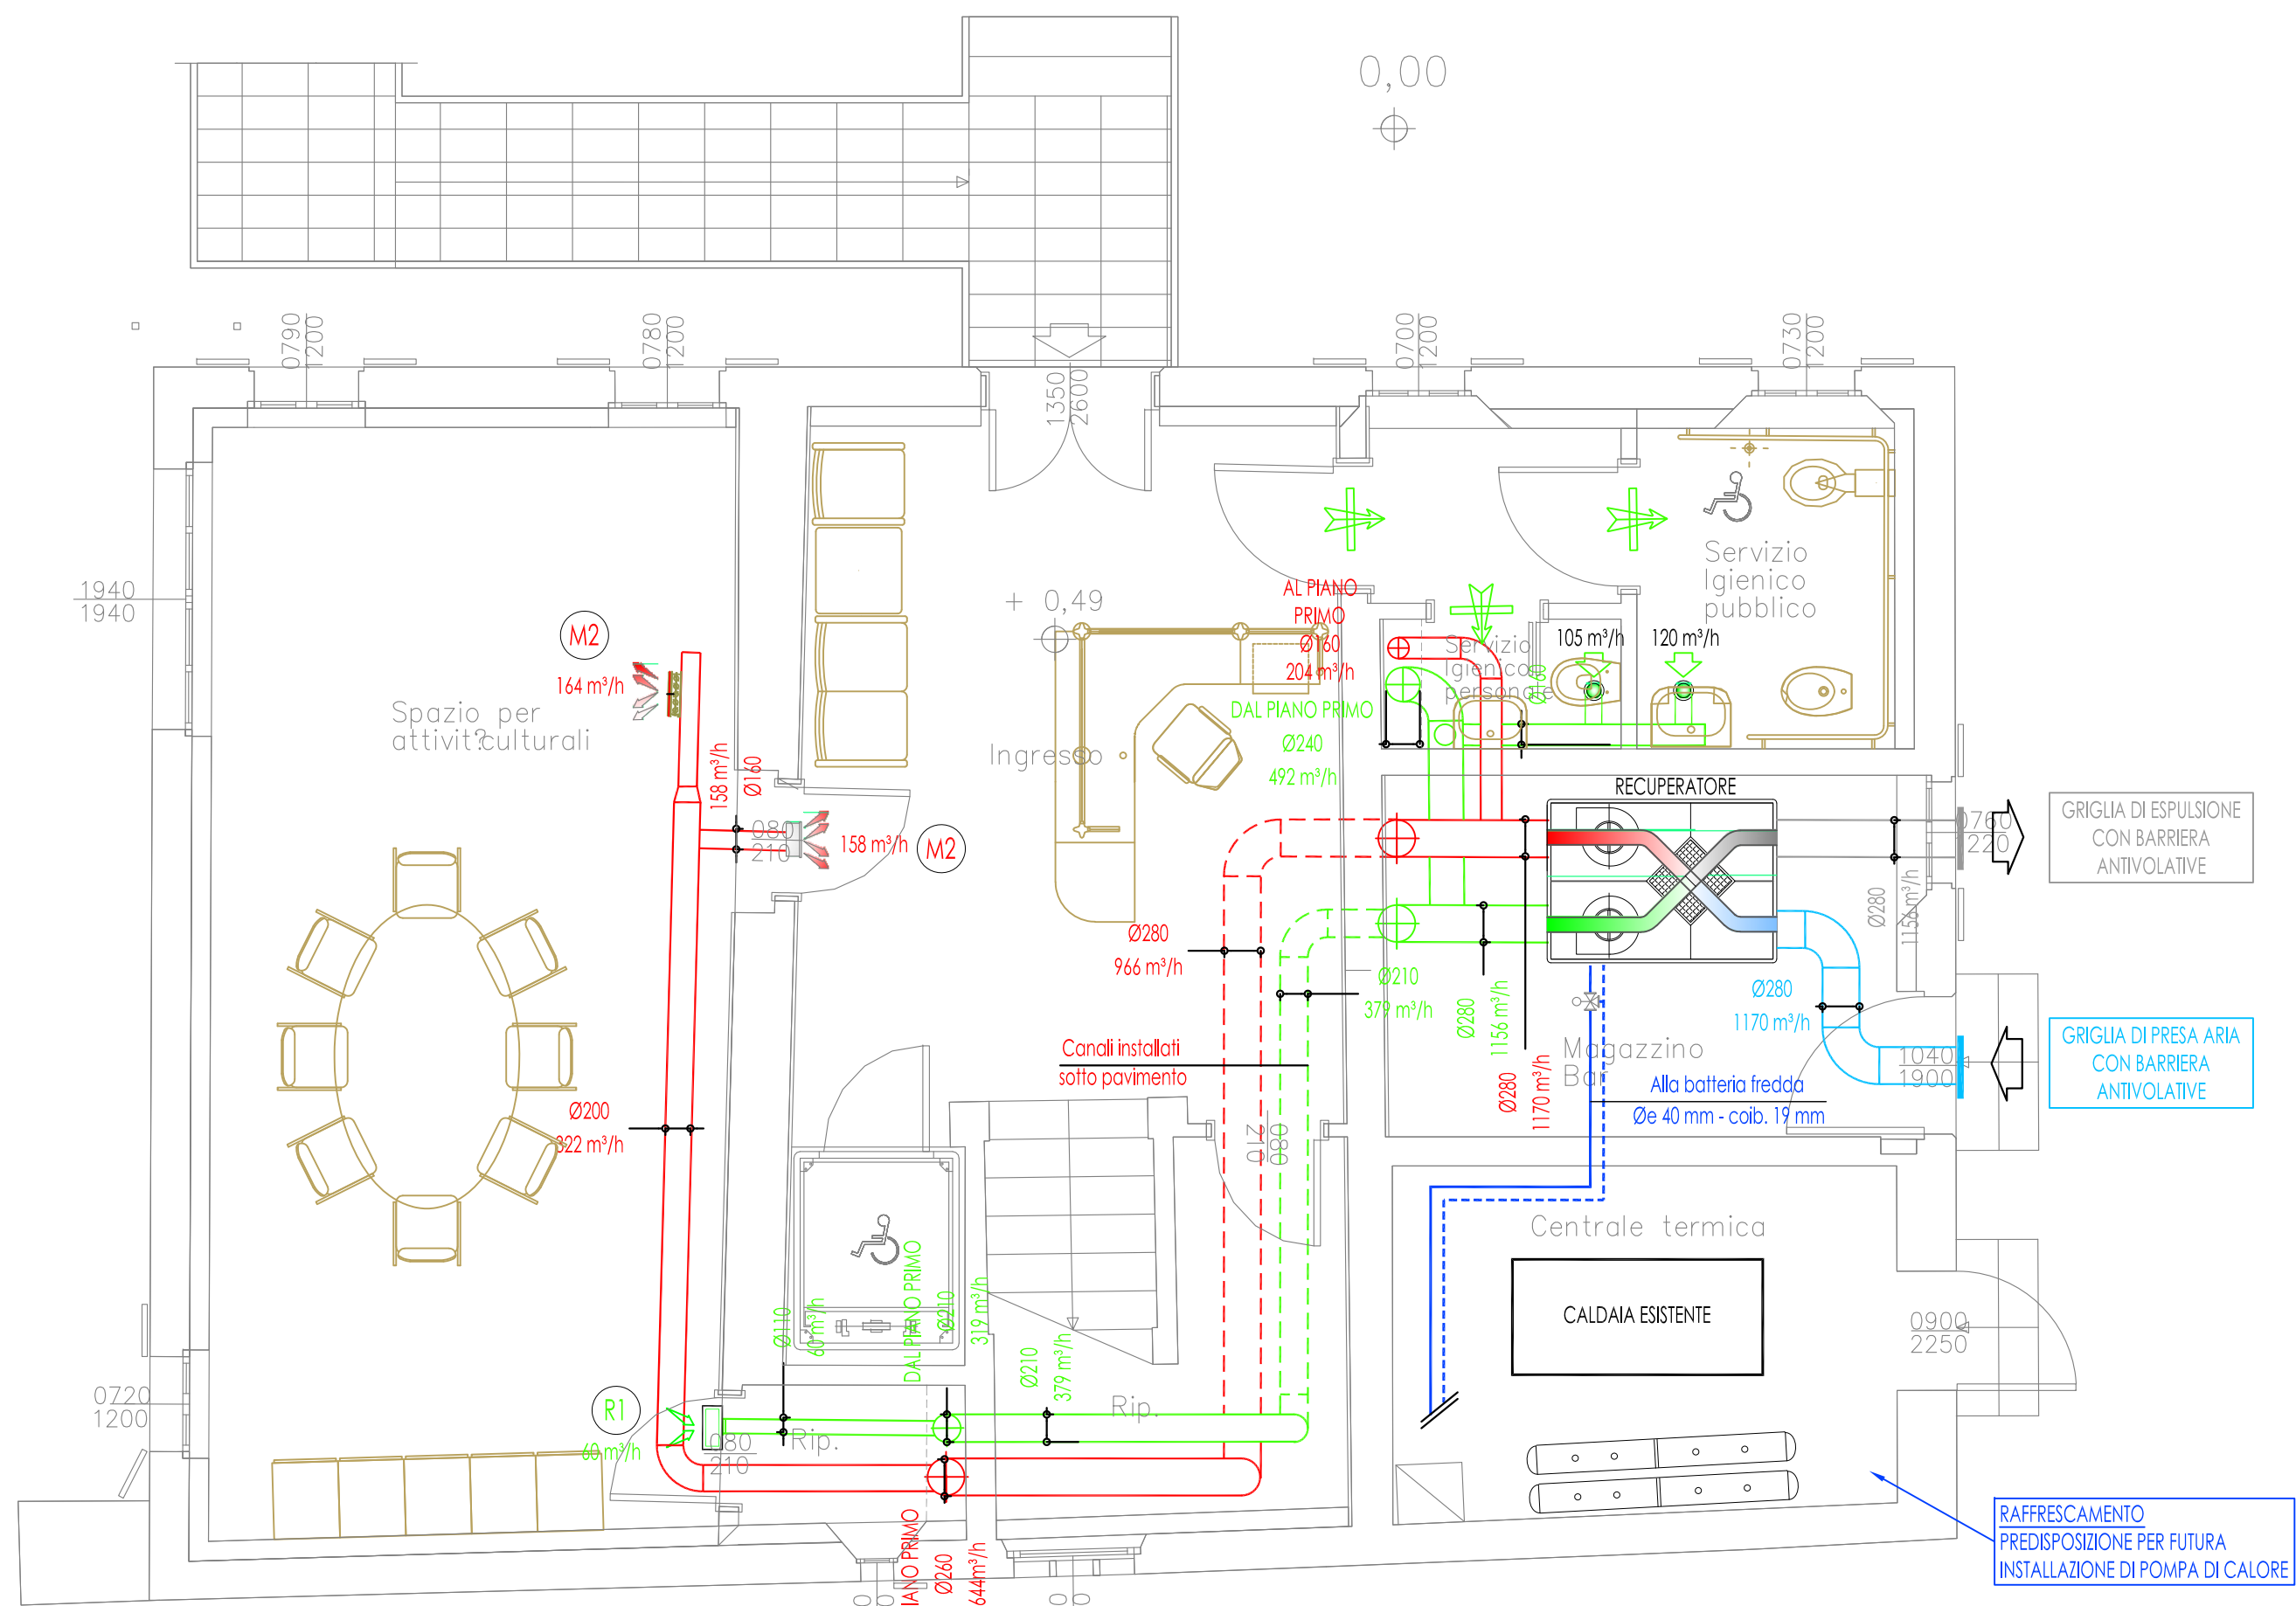 0,00
0790
1200
0780
1200
1350
2600
0700
1200
0730
1200
1940
1940
M2
164 m³/h
Spazio per
attivit?culturali
158 m³/h
Ø160
080
210
158 m³/h
M2
+ 0,49
Ingresso
AL PIANO
PRIMO
Ø160
204 m³/h
DAL PIANO PRIMO
Ø240
492 m³/h
Servizio
Igienico
personale
Ø160
105 m³/h
120 m³/h
Servizio
Igienico
pubblico
RECUPERATORE
0760
220
GRIGLIA DI ESPULSIONE
CON BARRIERA
ANTIVOLATIVE
Ø280
1156 m³/h
Ø280
966 m³/h
Ø210
379 m³/h
Ø280
1156 m³/h
Ø280
1170 m³/h
Ø280
1170 m³/h
Magazzino
Bar
1040
1900
GRIGLIA DI PRESA ARIA
CON BARRIERA
ANTIVOLATIVE
Canali installati
sotto pavimento
Alla batteria fredda
Øe 40 mm - coib. 19 mm
Ø200
322 m³/h
080
210
Centrale termica
CALDAIA ESISTENTE
0900
2250
Ø110
60 m³/h
DAL PIANO PRIMO
Ø210
319 m³/h
Ø210
379 m³/h
0720
1200
R1
60 m³/h
080
210
Rip.
Rip.
IANO PRIMO
Ø260
644m³/h
RAFFRESCAMENTO
PREDISPOSIZIONE PER FUTURA
INSTALLAZIONE DI POMPA DI CALORE